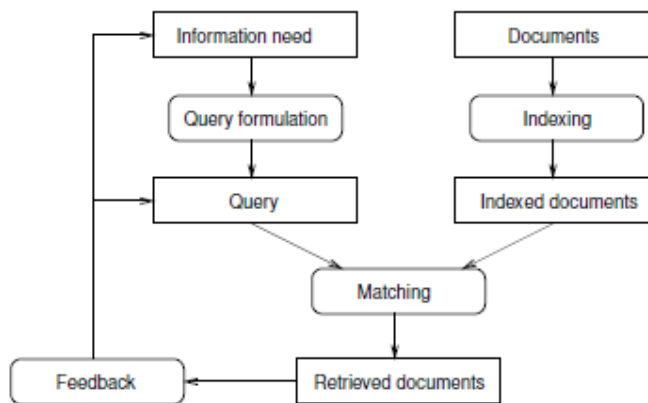 Information need
Documents
Query formulation
Indexing
Query
Indexed documents
Matching
Feedback
Retrieved documents